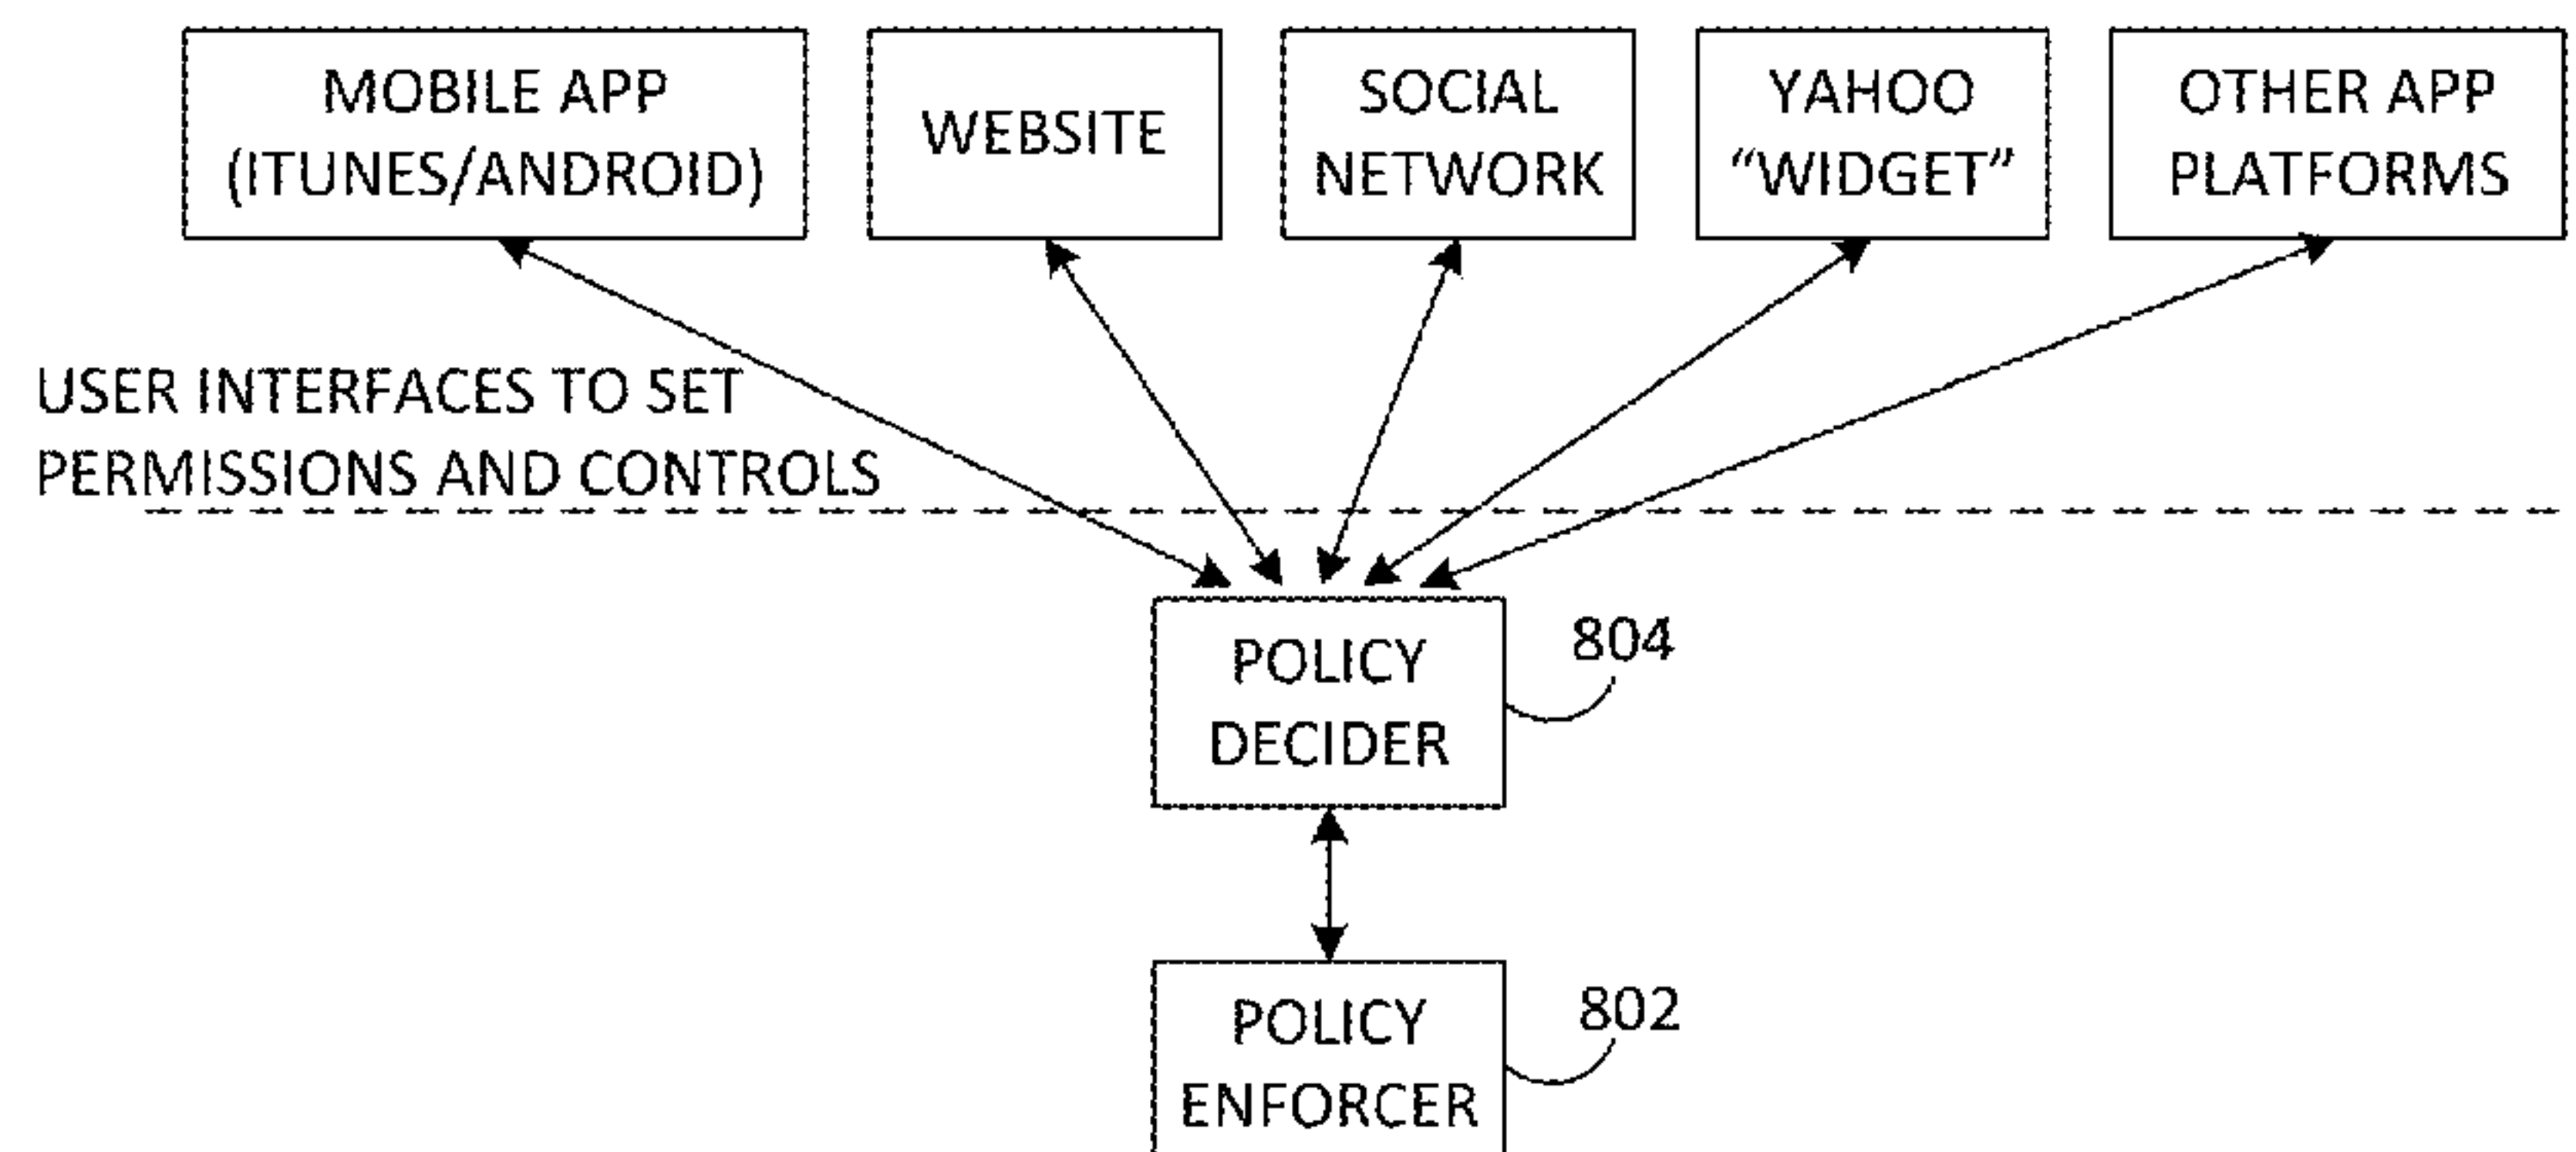 MOBILE APP
(ITUNES/ANDROID)
WEBSITE
SOCIAL
NETWORK
YAHOO
“WIDGET”
OTHER APP
PLATFORMS
USER INTERFACES TO SET
PERMISSIONS AND CONTROLS
POLICY
DECIDER
804
POLICY
ENFORCER
802